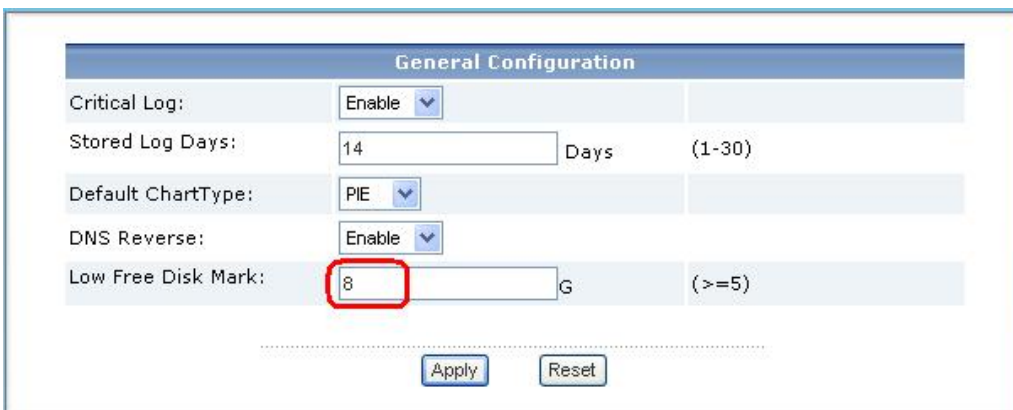 General Configuration
Critical Log: Enable
Stored Log Days: 14 Days (1-30)
Default ChartType: PIE
DNS Reverse: Enable
Low Free Disk Mark: 8 G (>=5)
Apply Reset